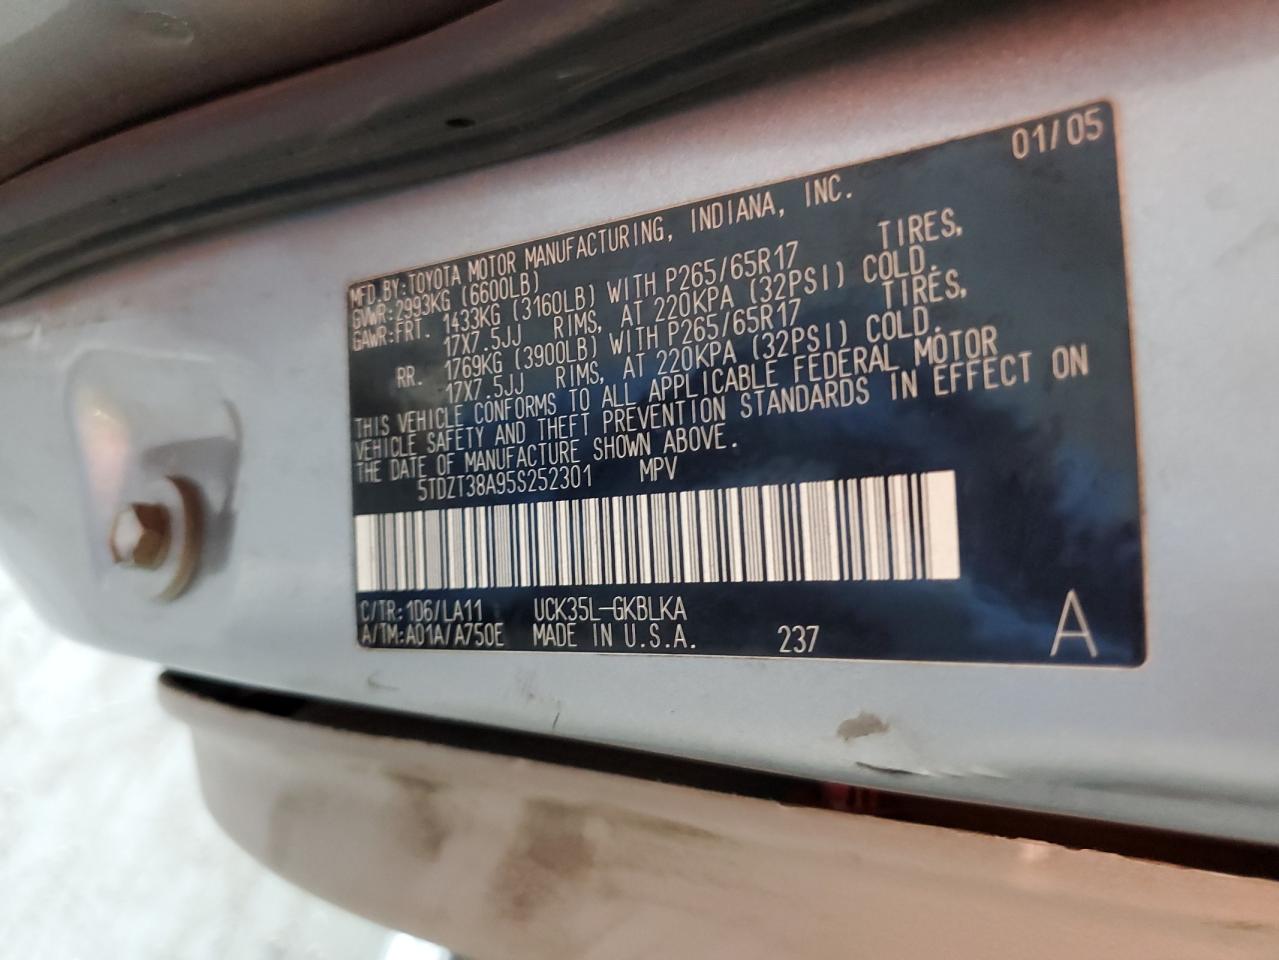 01/05
MFD.BY:TOYOTA MOTOR MANUFACTURING, INDIANA, INC.
GVWR:2993KG (6600LB)
GAWR:FRT. 1433KG (3160LB) WITH P265/65R17 TIRES,
17X7.5JJ RIMS, AT 220KPA (32PSI) COLD.
RR. 1769KG (3900LB) WITH P265/65R17 TIRES,
17X7.5JJ RIMS, AT 220KPA (32PSI) COLD.
THIS VEHICLE CONFORMS TO ALL APPLICABLE FEDERAL MOTOR
VEHICLE SAFETY AND THEFT PREVENTION STANDARDS IN EFFECT ON
THE DATE OF MANUFACTURE SHOWN ABOVE.
5TDZT38A95S252301 MPV
C/TR:1D6/LA11 UCK35L-GKBLKA
A/TM:A01A/A750E MADE IN U.S.A. 237 A